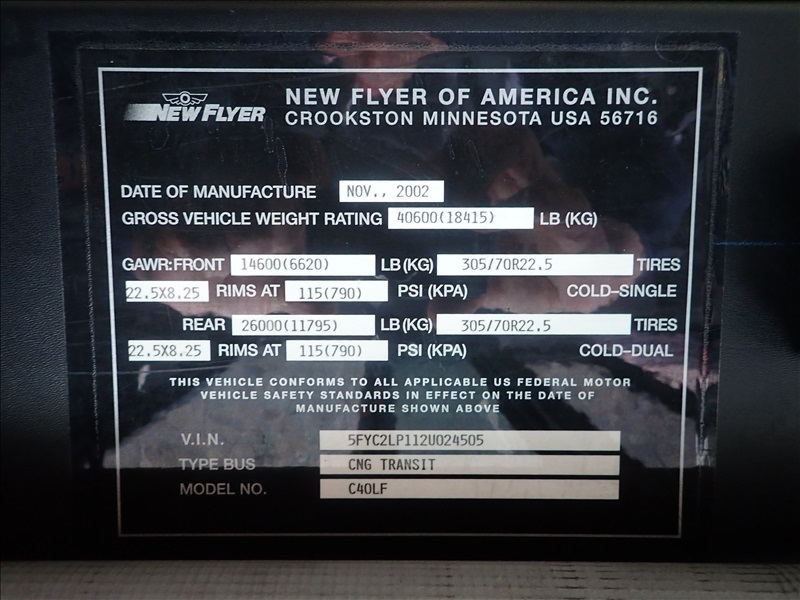 NEW FLYER
NEW FLYER OF AMERICA INC.
CROOKSTON MINNESOTA USA 56716
DATE OF MANUFACTURE NOV., 2002
GROSS VEHICLE WEIGHT RATING 40600(18415) LB (KG)
GAWR:FRONT 14600(6620) LB(KG) 305/70R22.5 TIRES
22.5X8.25 RIMS AT 115(790) PSI (KPA) COLD-SINGLE
REAR 26000(11795) LB(KG) 305/70R22.5 TIRES
22.5X8.25 RIMS AT 115(790) PSI (KPA) COLD-DUAL
THIS VEHICLE CONFORMS TO ALL APPLICABLE US FEDERAL MOTOR
VEHICLE SAFETY STANDARDS IN EFFECT ON THE DATE OF
MANUFACTURE SHOWN ABOVE
V.I.N. 5FYC2LP112U024505
TYPE BUS CNG TRANSIT
MODEL NO. C40LF